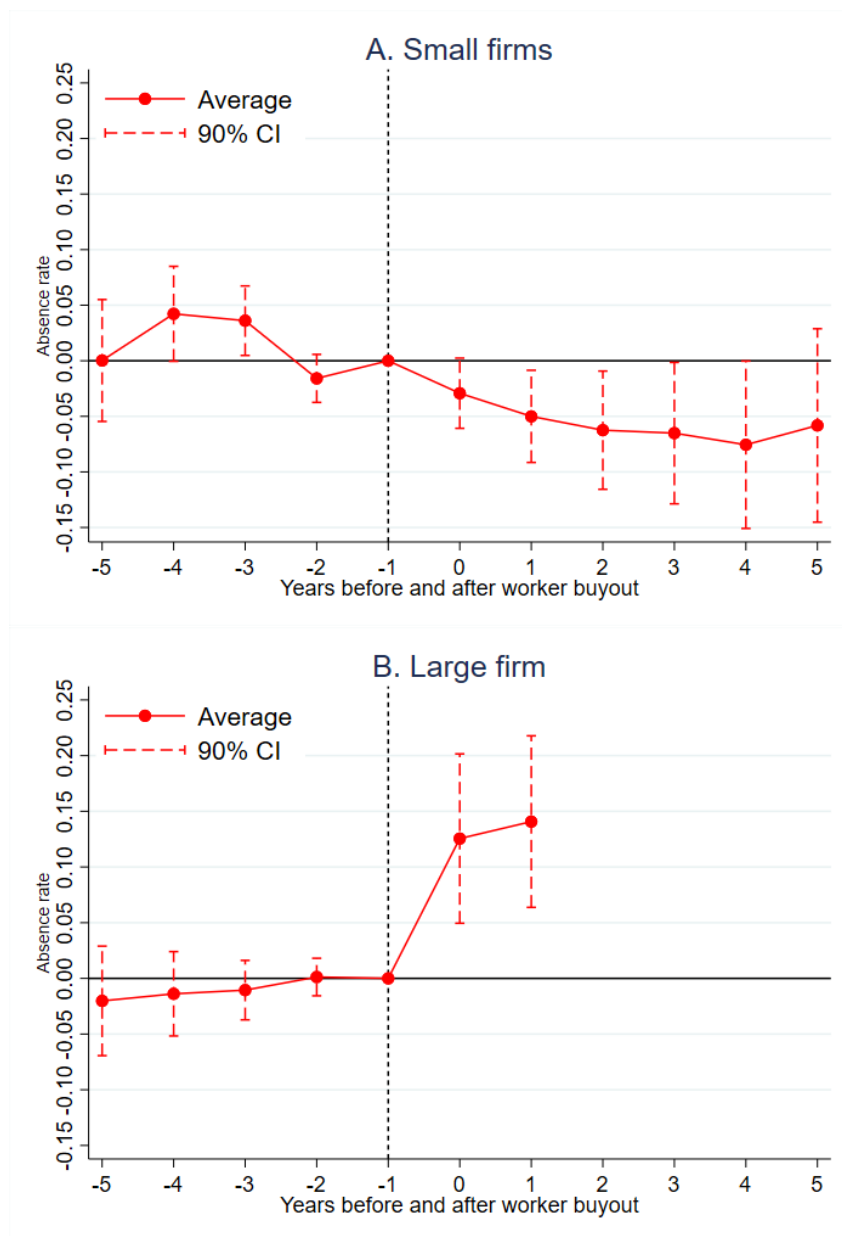 A. Small firms
Average
90% CI
Absence rate
0.25
0.20
0.15
0.10
0.05
0.00
-0.05
-0.10
-0.15
-5 -4 -3 -2 -1 0 1 2 3 4 5
Years before and after worker buyout
B. Large firm
Average
90% CI
Absence rate
0.25
0.20
0.15
0.10
0.05
0.00
-0.05
-0.10
-0.15
-5 -4 -3 -2 -1 0 1 2 3 4 5
Years before and after worker buyout